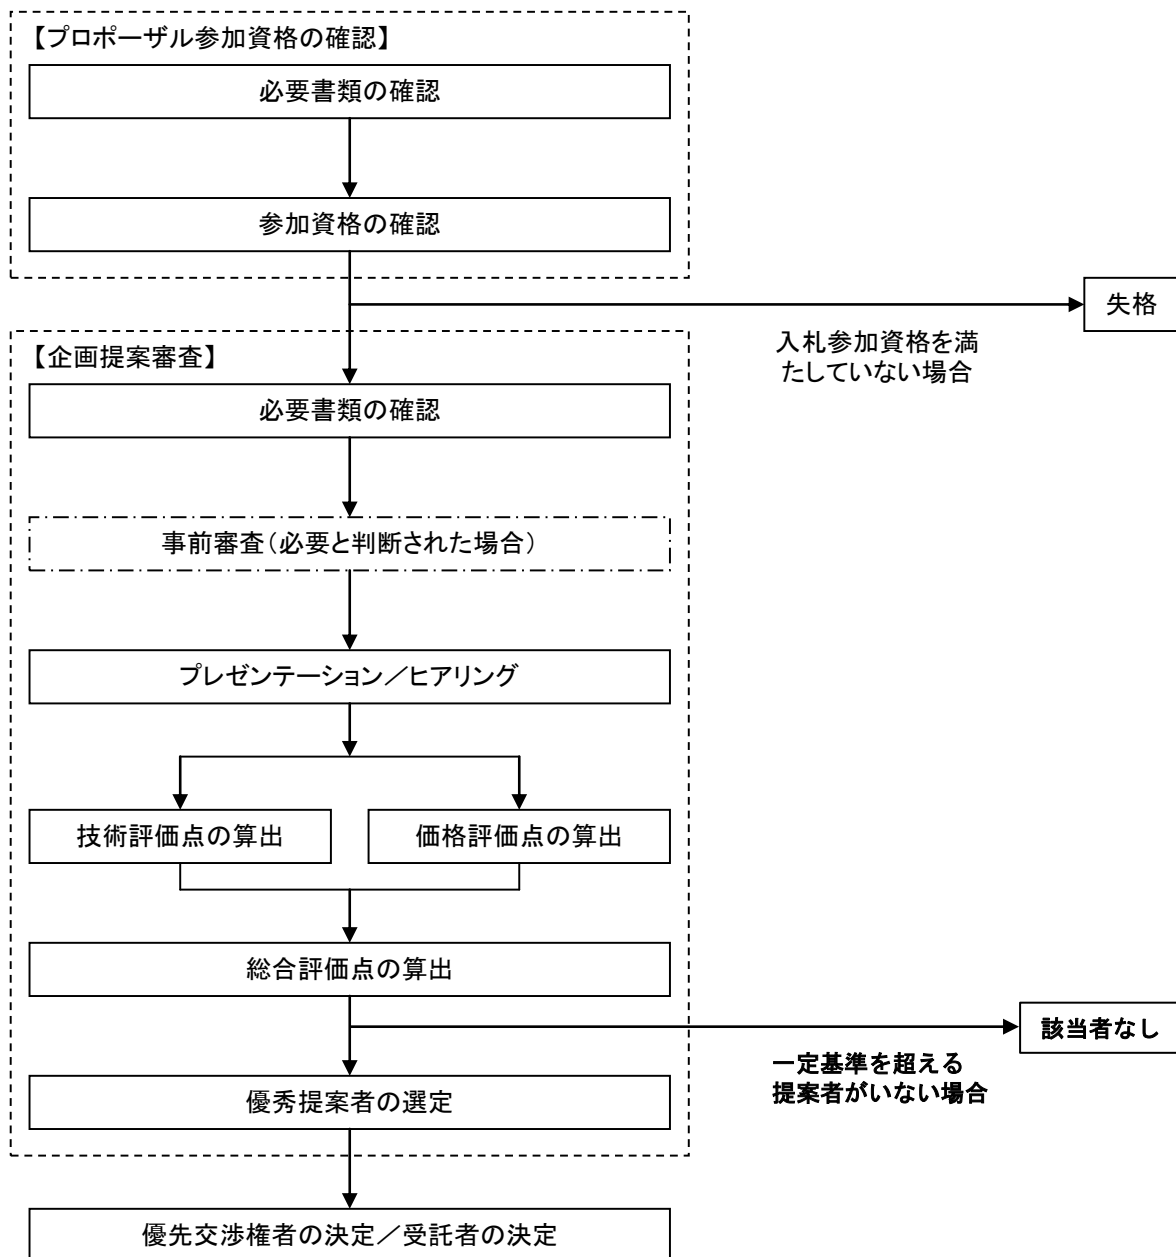 【プロポーザル参加資格の確認】
必要書類の確認
参加資格の確認
失格
入札参加資格を満
たしていない場合
【企画提案審査】
必要書類の確認
事前審査(必要と判断された場合)
プレゼンテーション／ヒアリング
技術評価点の算出
価格評価点の算出
総合評価点の算出
該当者なし
一定基準を超える
提案者がいない場合
優秀提案者の選定
優先交渉権者の決定／受託者の決定